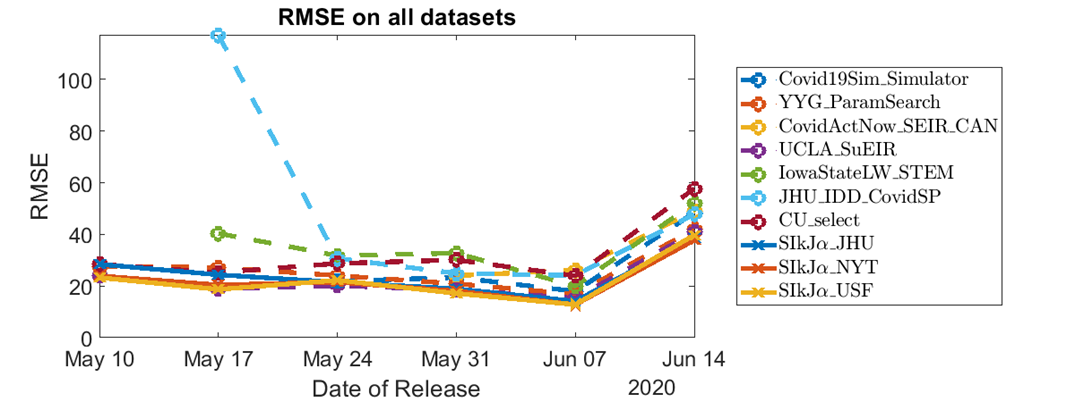 RMSE on all datasets
RMSE
100
80
60
40
20
0
May 10 May 17 May 24 May 31 Jun 07 Jun 14
Date of Release
2020
Covid19Sim_Simulator
YYG_ParamSearch
CovidActNow_SEIR_CAN
UCLA_SuEIR
IowaStateLW_STEM
JHU_IDD_CovidSP
CU_select
SIkJα_JHU
SIkJα_NYT
SIkJα_USF